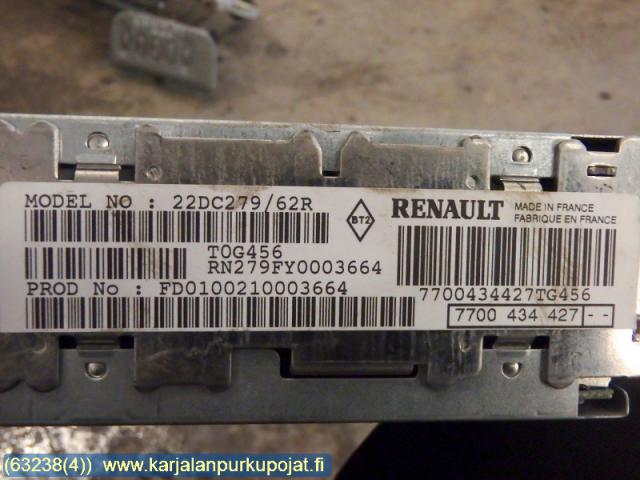 MODEL NO : 22DC279/62R
T0G456
RN279FY0003664
PROD No : FD0100210003664
BT2
RENAULT
MADE IN FRANCE
FABRIQUE EN FRANCE
7700434427TG456
7700 434 427 --
(63238(4)) www.karjalanpurkupojat.fi